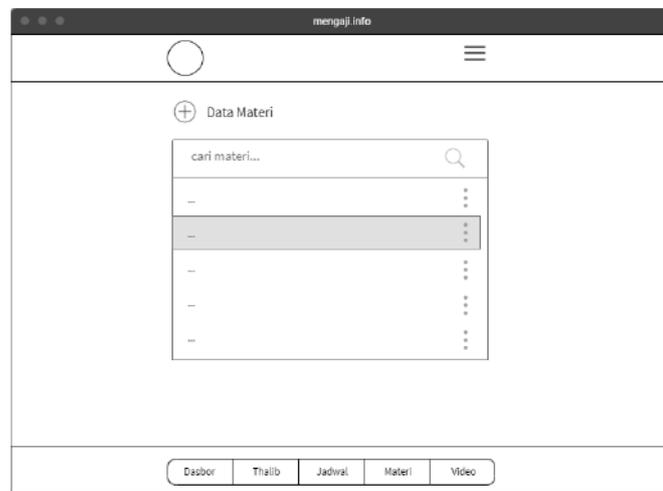 mengaji.info
Data Materi
cari materi...
...
...
...
...
...
Dasbor Thalib Jadwal Materi Video